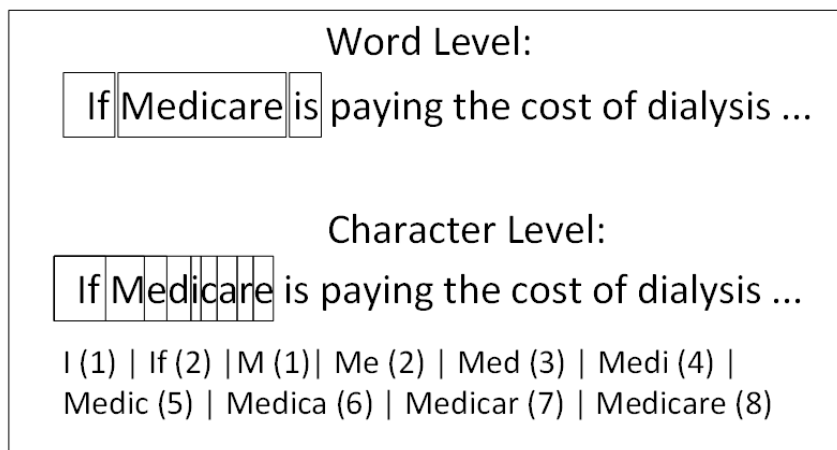 Word Level:
If Medicare is paying the cost of dialysis ...
Character Level:
If Medicare is paying the cost of dialysis ...
I (1) | If (2) |M (1)| Me (2) | Med (3) | Medi (4) |
Medic (5) | Medica (6) | Medicar (7) | Medicare (8)